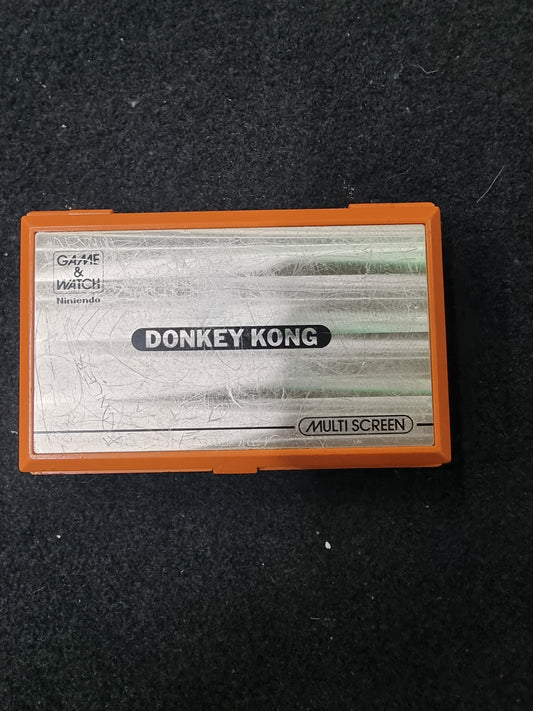 GAME
&
WATCH
Nintendo
DONKEY KONG
MULTI SCREEN